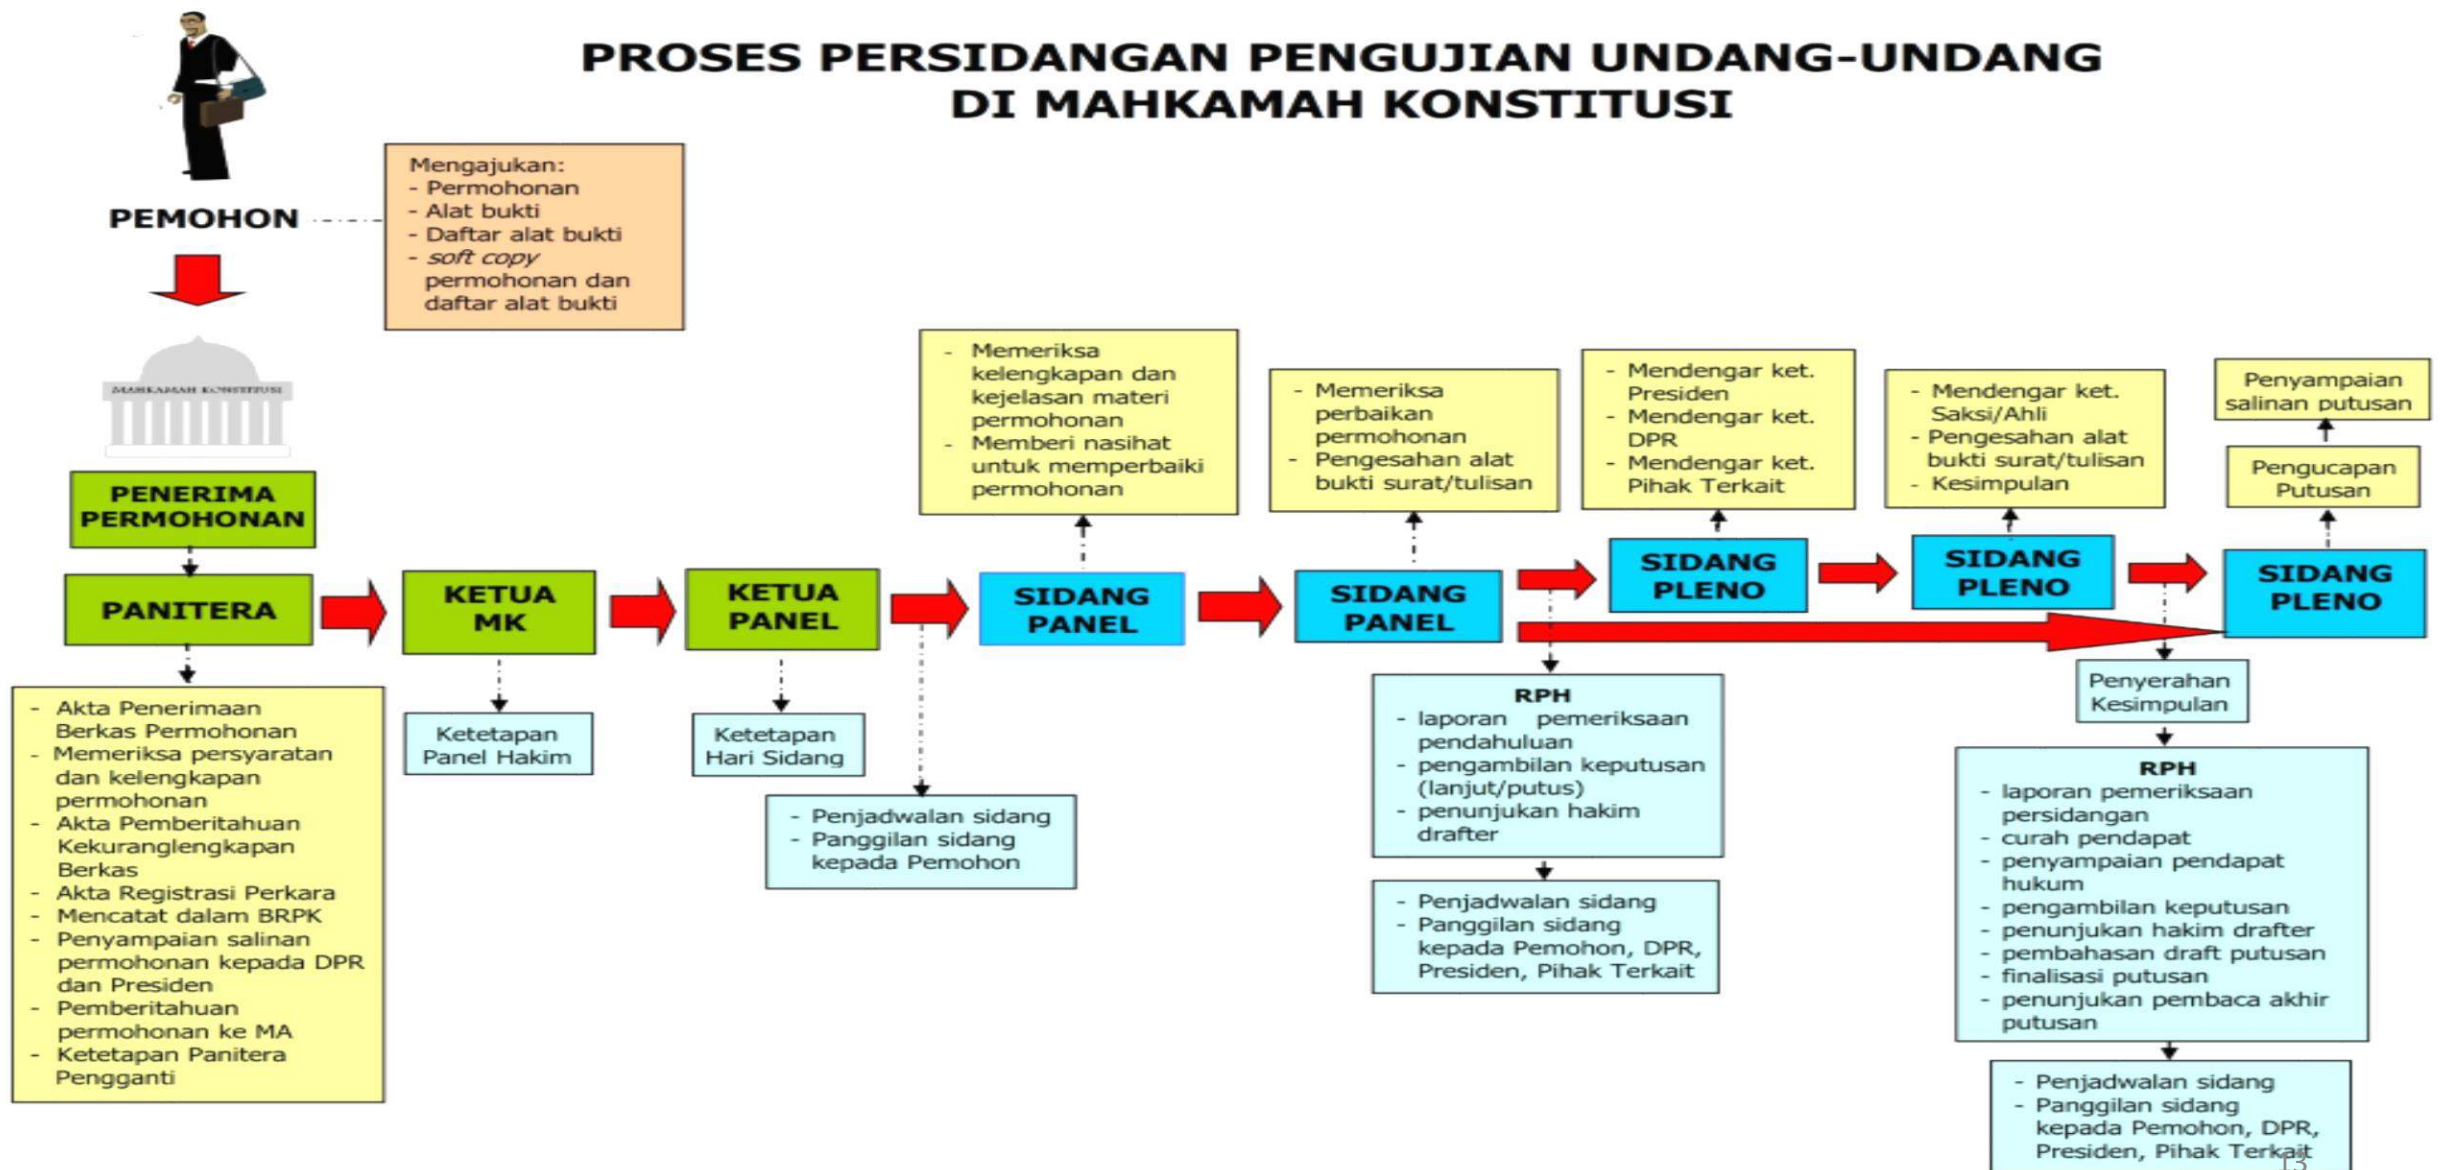 PROSES PERSIDANGAN PENGUJIAN UNDANG-UNDANG
DI MAHKAMAH KONSTITUSI
PEMOHON
Mengajukan:
- Permohonan
- Alat bukti
- Daftar alat bukti
- soft copy
permohonan dan
daftar alat bukti
MAHKAMAH KONSTITUSI
PENERIMA
PERMOHONAN
PANITERA
- Akta Penerimaan
Berkas Permohonan
- Memeriksa persyaratan
dan kelengkapan
permohonan
- Akta Pemberitahuan
Kekuranglengkapan
Berkas
- Akta Registrasi Perkara
- Mencatat dalam BRPK
- Penyampaian salinan
permohonan kepada DPR
dan Presiden
- Pemberitahuan
permohonan ke MA
- Ketetapan Panitera
Pengganti
KETUA
MK
Ketetapan
Panel Hakim
KETUA
PANEL
Ketetapan
Hari Sidang
- Penjadwalan sidang
- Panggilan sidang
kepada Pemohon
- Memeriksa
kelengkapan dan
kejelasan materi
permohonan
- Memberi nasihat
untuk memperbaiki
permohonan
SIDANG
PANEL
- Memeriksa
perbaikan
permohonan
- Pengesahan alat
bukti surat/tulisan
SIDANG
PANEL
RPH
- laporan pemeriksaan
pendahuluan
- pengambilan keputusan
(lanjut/putus)
- penunjukan hakim
drafter
- Penjadwalan sidang
- Panggilan sidang
kepada Pemohon, DPR,
Presiden, Pihak Terkait
- Mendengar ket.
Presiden
- Mendengar ket.
DPR
- Mendengar ket.
Pihak Terkait
SIDANG
PLENO
- Mendengar ket.
Saksi/Ahli
- Pengesahan alat
bukti surat/tulisan
- Kesimpulan
SIDANG
PLENO
Penyerahan
Kesimpulan
RPH
- laporan pemeriksaan
persidangan
- curah pendapat
- penyampaian pendapat
hukum
- pengambilan keputusan
- penunjukan hakim drafter
- pembahasan draft putusan
- finalisasi putusan
- penunjukan pembaca akhir
putusan
- Penjadwalan sidang
- Panggilan sidang
kepada Pemohon, DPR,
Presiden, Pihak Terkait
Penyampaian
salinan putusan
Pengucapan
Putusan
SIDANG
PLENO
13